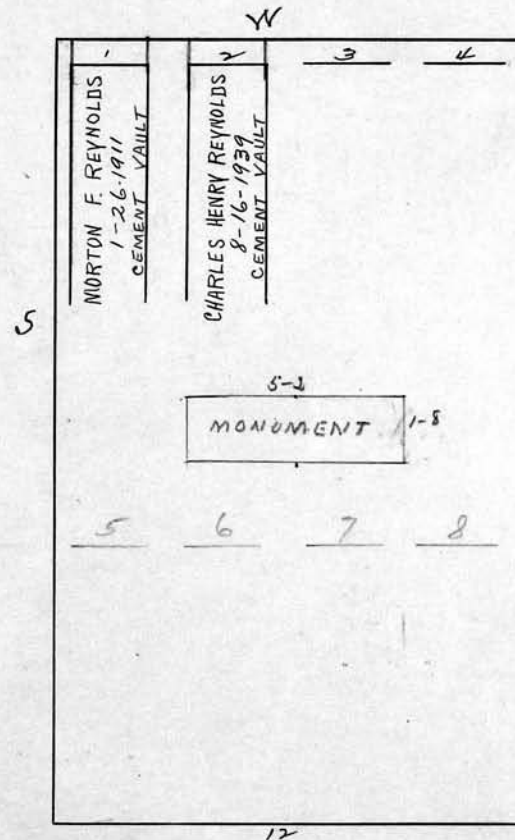 W
1 2 3 4
MORTON F. REYNOLDS
1-26-1911
CEMENT VAULT
CHARLES HENRY REYNOLDS
8-16-1939
CEMENT VAULT
S
5-2
MONUMENT 1-8
5 6 7 8
12